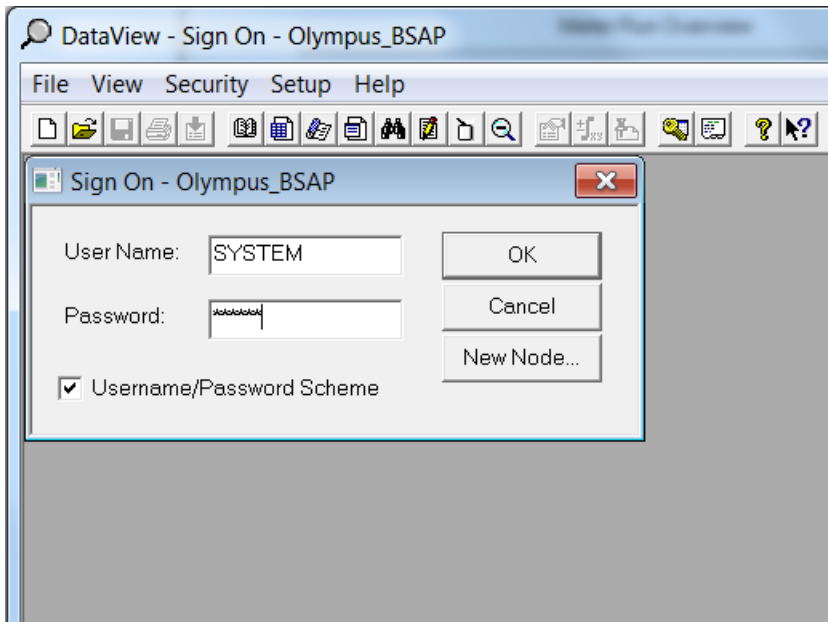 DataView - Sign On - Olympus_BSAP
File View Security Setup Help
Sign On - Olympus_BSAP
User Name: SYSTEM OK
Password: ******* Cancel
New Node...
Username/Password Scheme